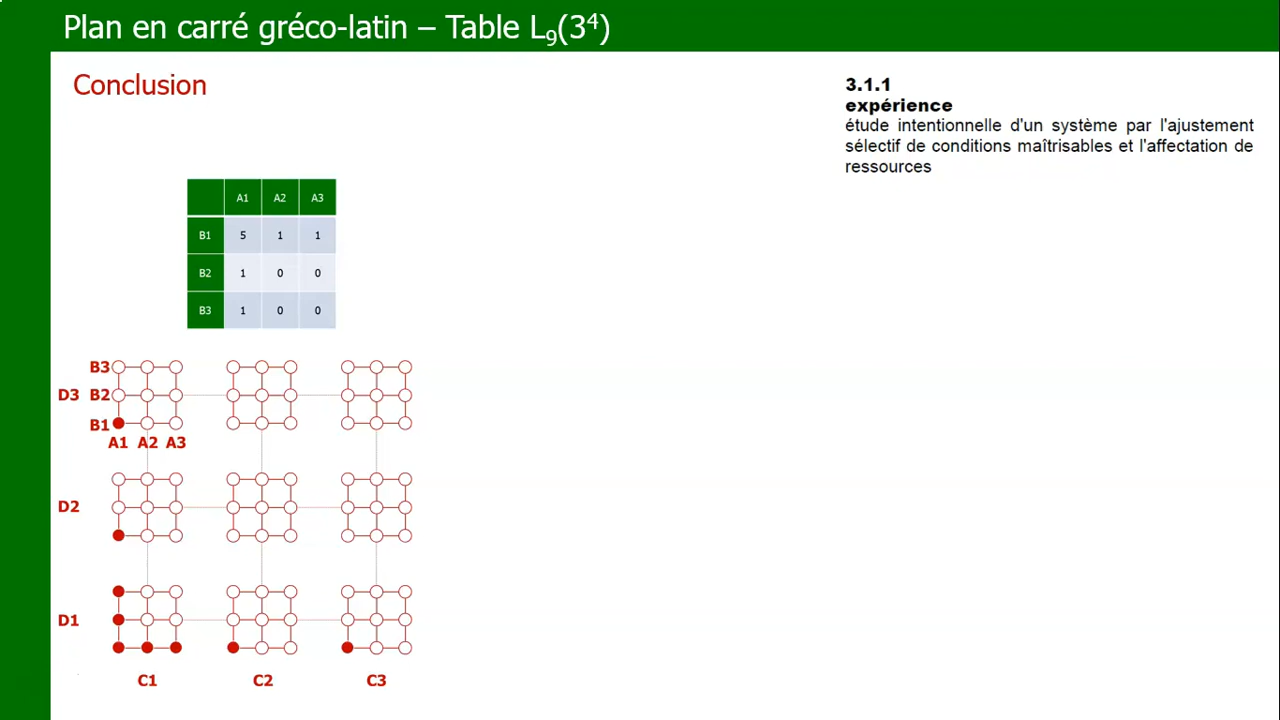 Plan en carré gréco-latin – Table L₉(3⁴)
Conclusion
3.1.1
expérience
étude intentionnelle d'un système par l'ajustement
sélectif de conditions maîtrisables et l'affectation de
ressources
A1 A2 A3
B1 5 1 1
B2 1 0 0
B3 1 0 0
B3
D3 B2
B1
A1 A2 A3
D2
D1
C1 C2 C3